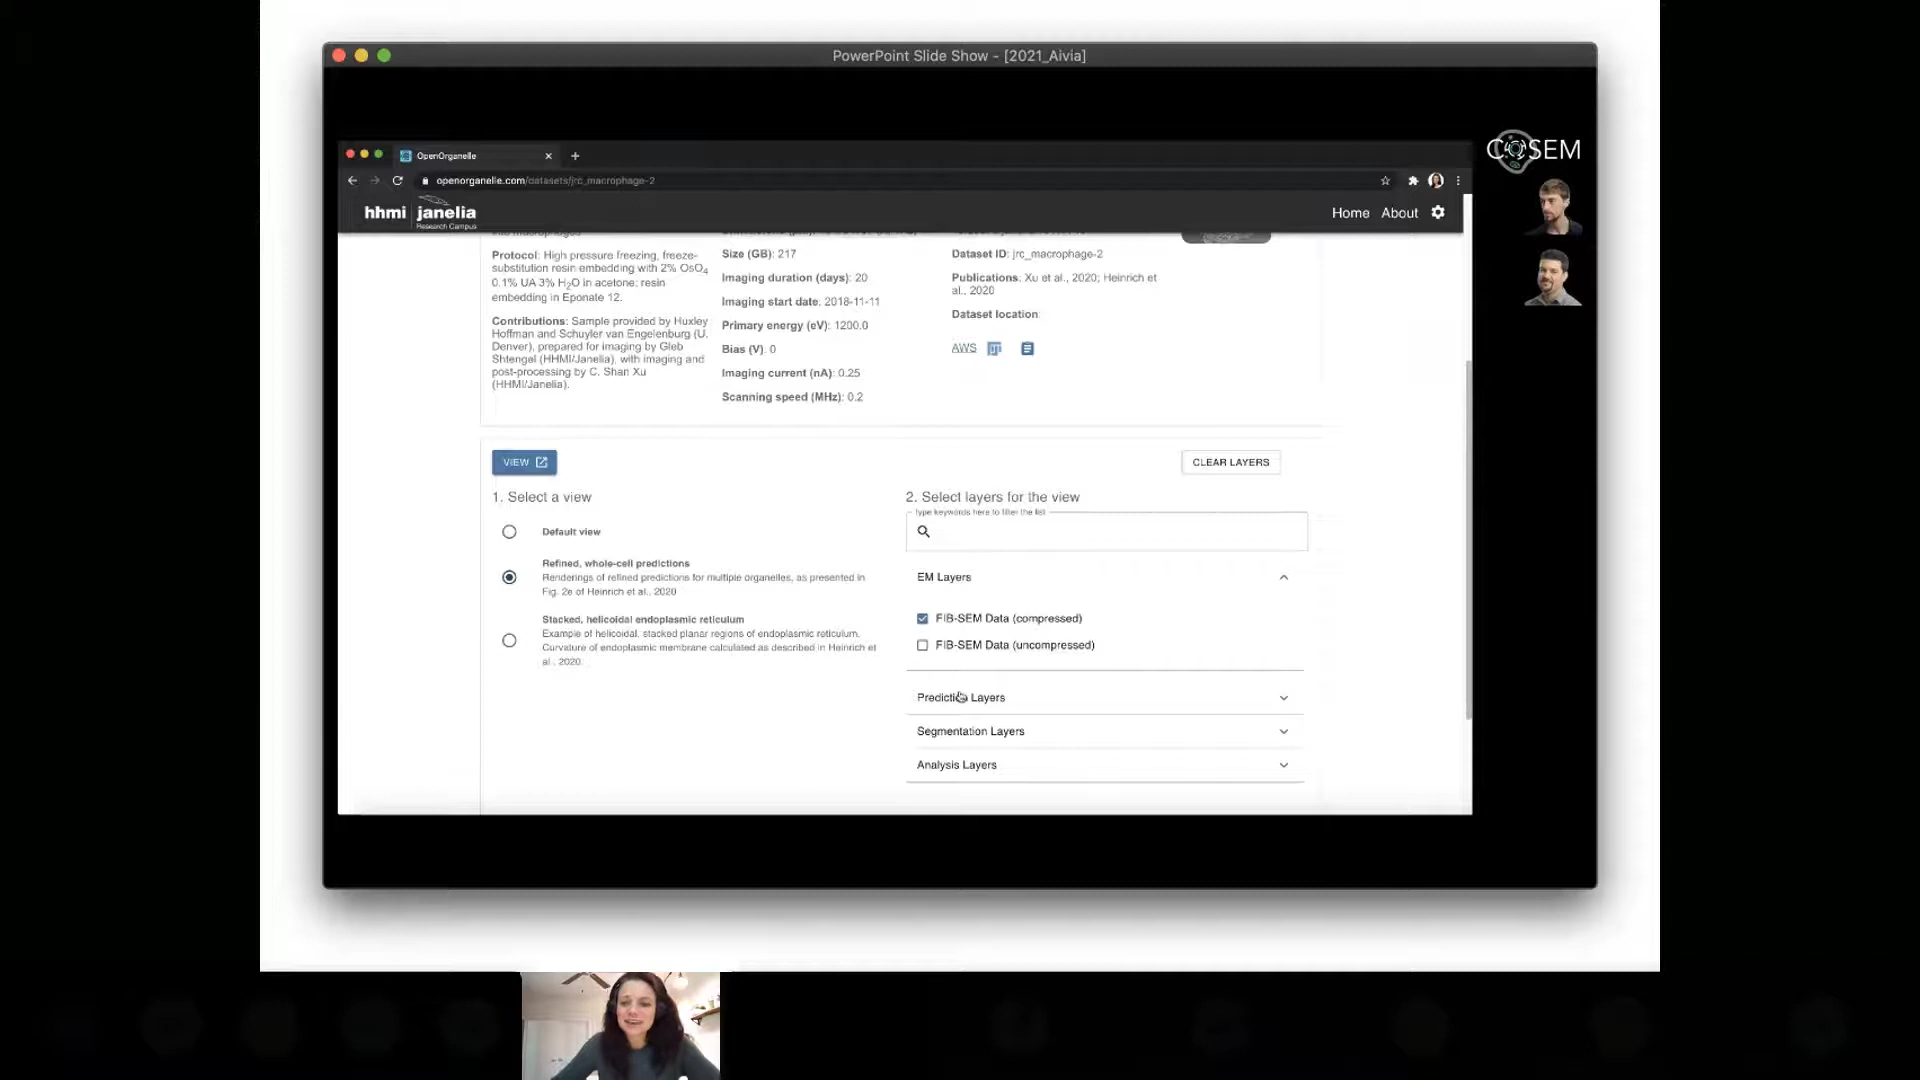 PowerPoint Slide Show - [2021_Aivia]
OpenOrganelle
openorganelle.com/datasets/jrc_macrophage-2
COSEM
hhmi janelia
Research Campus
Home About
Protocol: High pressure freezing, freeze-
substitution resin embedding with 2% OsO4
0.1% UA 3% H2O in acetone; resin
embedding in Eponate 12.
Contributions: Sample provided by Huxley
Hoffman and Schuyler van Engelenburg (U.
Denver), prepared for imaging by Gleb
Shtengel (HHMI/Janelia), with imaging and
post-processing by C. Shan Xu
(HHMI/Janelia).
Size (GB): 217
Imaging duration (days): 20
Imaging start date: 2018-11-11
Primary energy (eV): 1200.0
Bias (V): 0
Imaging current (nA): 0.25
Scanning speed (MHz): 0.2
Dataset ID: jrc_macrophage-2
Publications: Xu et al., 2020; Heinrich et
al., 2020
Dataset location:
AWS
VIEW
CLEAR LAYERS
1. Select a view
Default view
Refined, whole-cell predictions
Renderings of refined predictions for multiple organelles, as presented in
Fig. 2e of Heinrich et al., 2020
Stacked, helicoidal endoplasmic reticulum
Example of helicoidal, stacked planar regions of endoplasmic reticulum.
Curvature of endoplasmic membrane calculated as described in Heinrich et
al., 2020.
2. Select layers for the view
Type keywords here to filter the list
EM Layers
FIB-SEM Data (compressed)
FIB-SEM Data (uncompressed)
Prediction Layers
Segmentation Layers
Analysis Layers